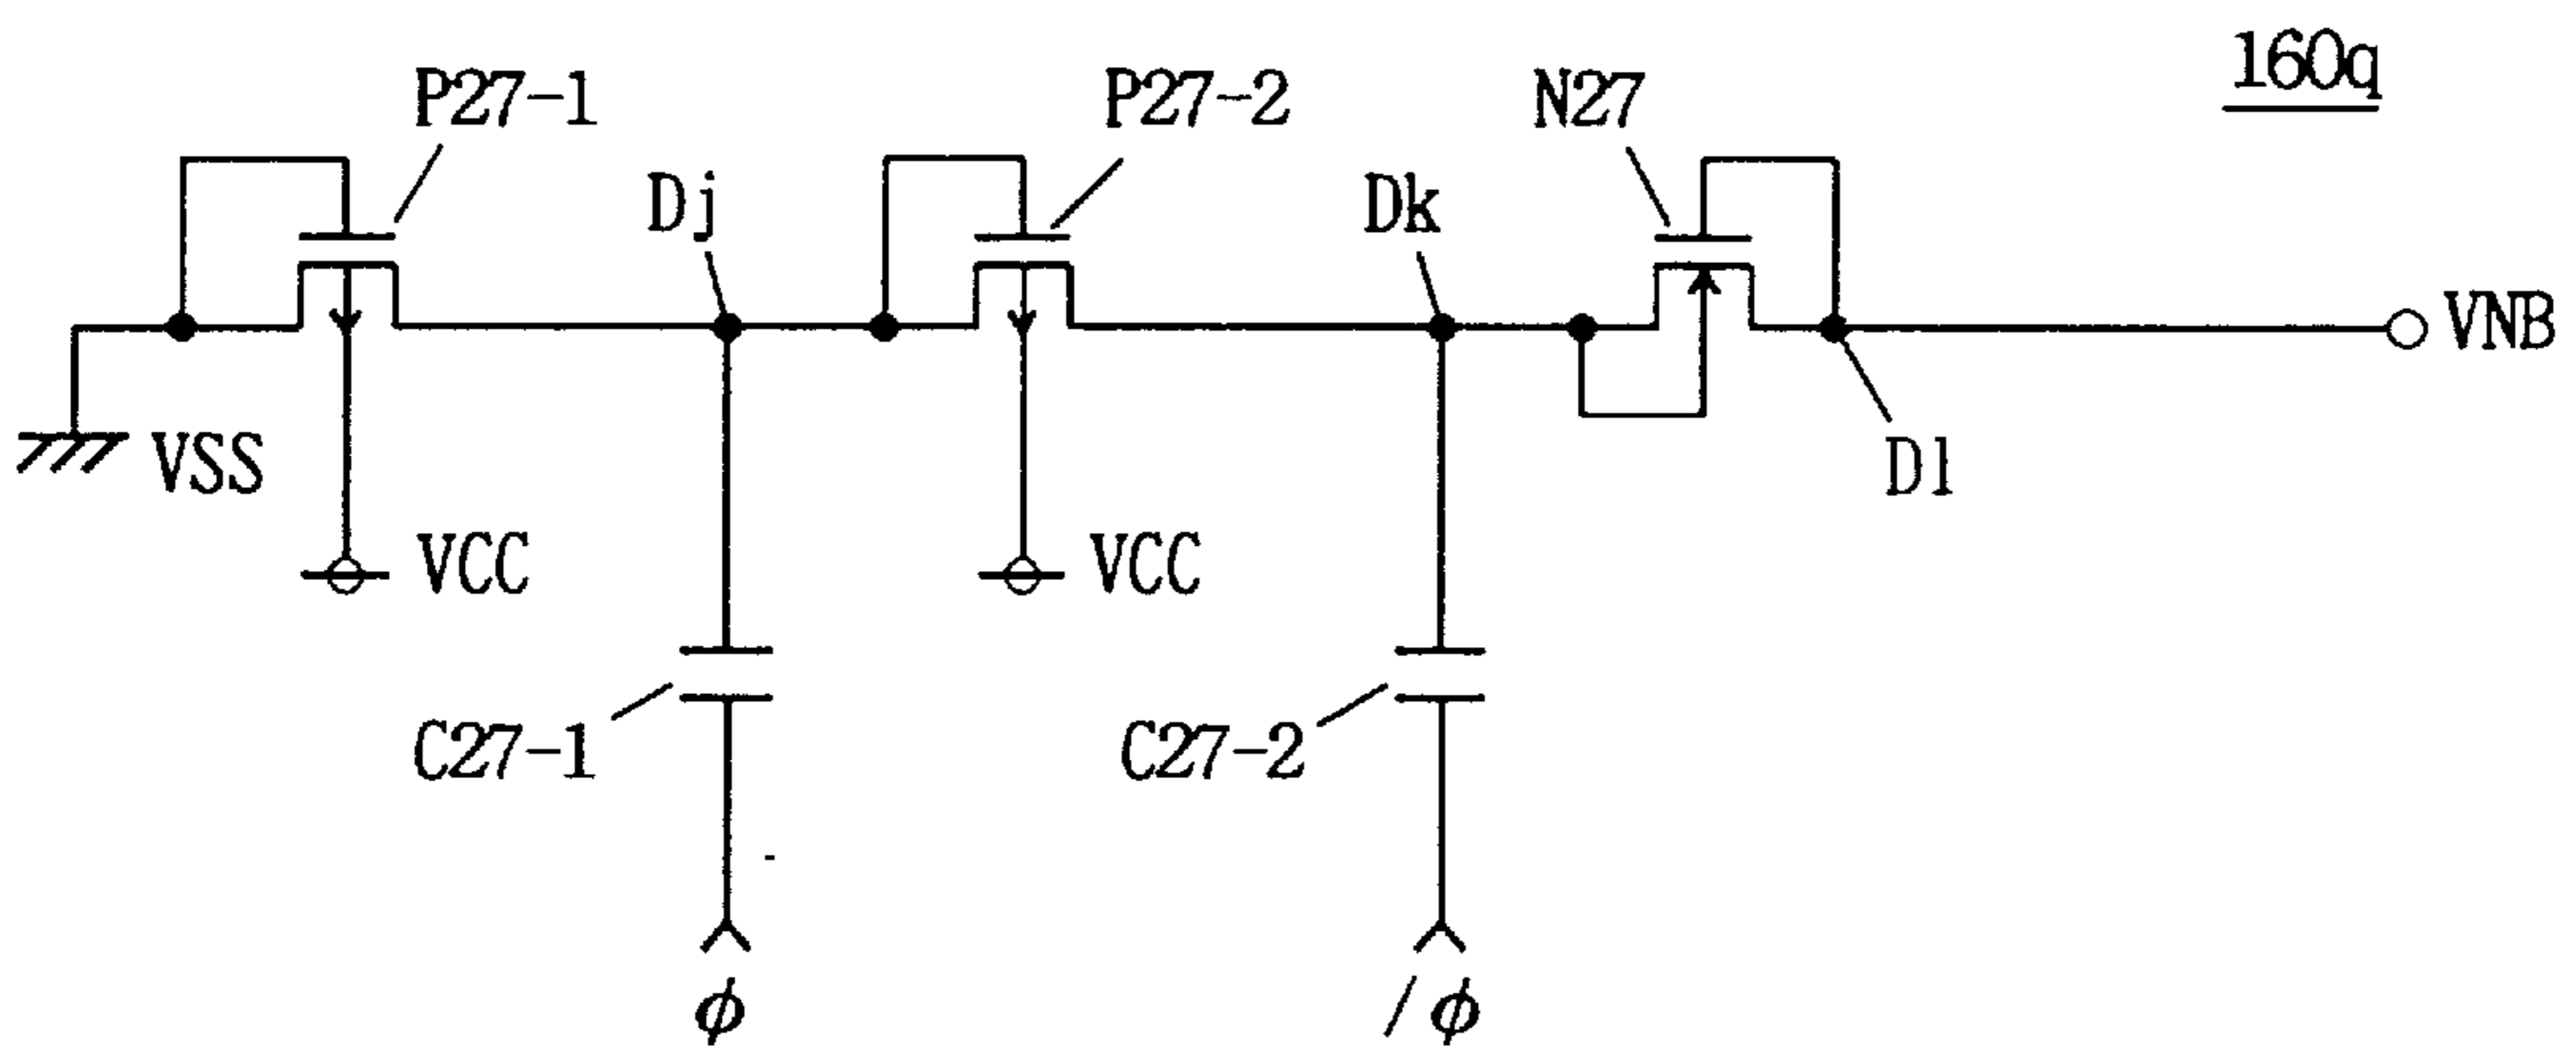 160q
P27-1
P27-2
N27
Dj
Dk
VNB
VSS
Dl
VCC
VCC
C27-1
C27-2
φ
/φ